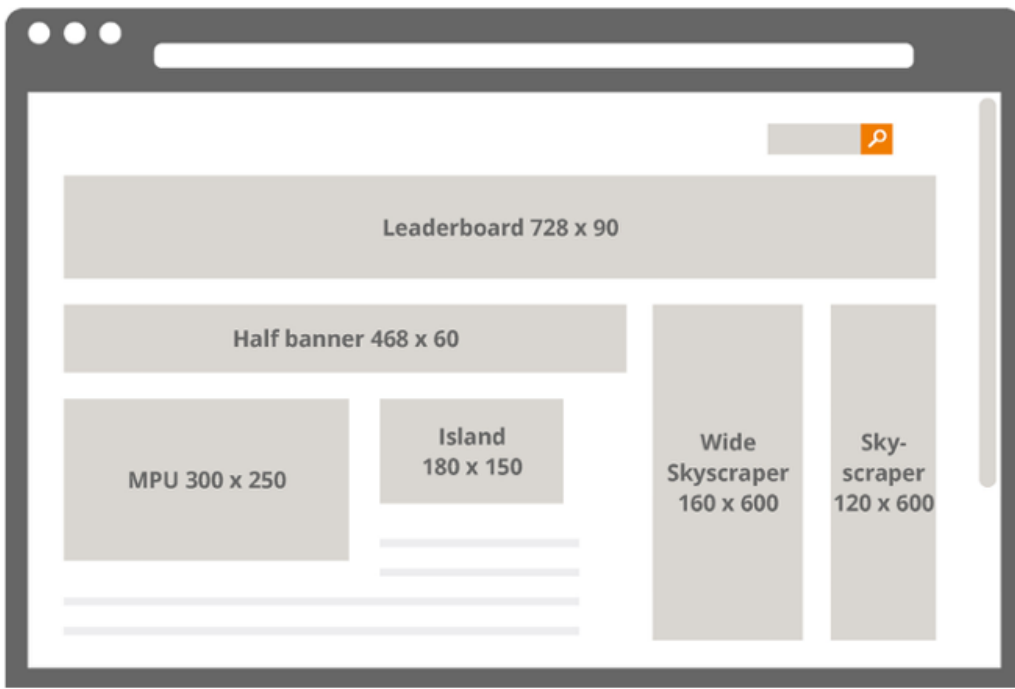 Leaderboard 728 x 90
Half banner 468 x 60
MPU 300 x 250
Island
180 x 150
Wide
Skyscraper
160 x 600
Sky-
scraper
120 x 600